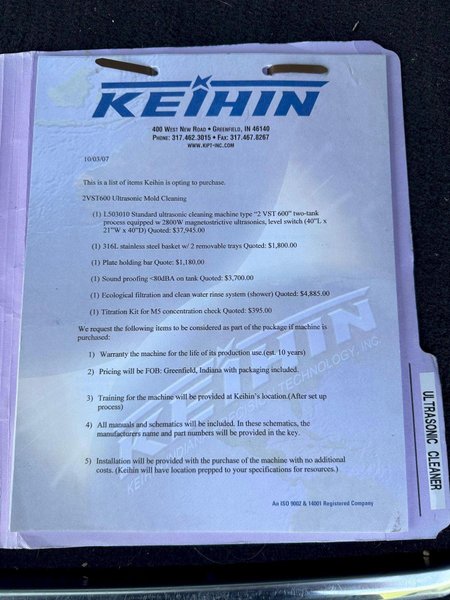 KEIHIN
400 West New Road • Greenfield, IN 46140
Phone: 317.462.3015 • Fax: 317.467.8267
www.kipt-inc.com
10/03/07
This is a list of items Keihin is opting to purchase.
2VST600 Ultrasonic Mold Cleaning
(1) L503010 Standard ultrasonic cleaning machine type "2 VST 600" two-tank
process equipped w 2800W magnetostrictive ultrasonics, level switch (40"L x
21"W x 40"D) Quoted: $37,945.00
(1) 316L stainless steel basket w/ 2 removable trays Quoted: $1,800.00
(1) Plate holding bar Quote: $1,180.00
(1) Sound proofing <80dBA on tank Quoted: $3,700.00
(1) Ecological filtration and clean water rinse system (shower) Quoted: $4,885.00
(1) Titration Kit for M5 concentration check Quoted: $395.00
We request the following items to be considered as part of the package if machine is
purchased:
1) Warranty the machine for the life of its production use.(est. 10 years)
2) Pricing will be FOB: Greenfield, Indiana with packaging included.
3) Training for the machine will be provided at Keihin's location.(After set up
process)
4) All manuals and schematics will be included. In these schematics, the
manufacturers name and part numbers will be provided in the key.
5) Installation will be provided with the purchase of the machine with no additional
costs. (Keihin will have location prepped to your specifications for resources.)
KEIHIN
TECHNOLOGY, INC.
An ISO 9002 & 14001 Registered Company
ULTRASONIC CLEANER